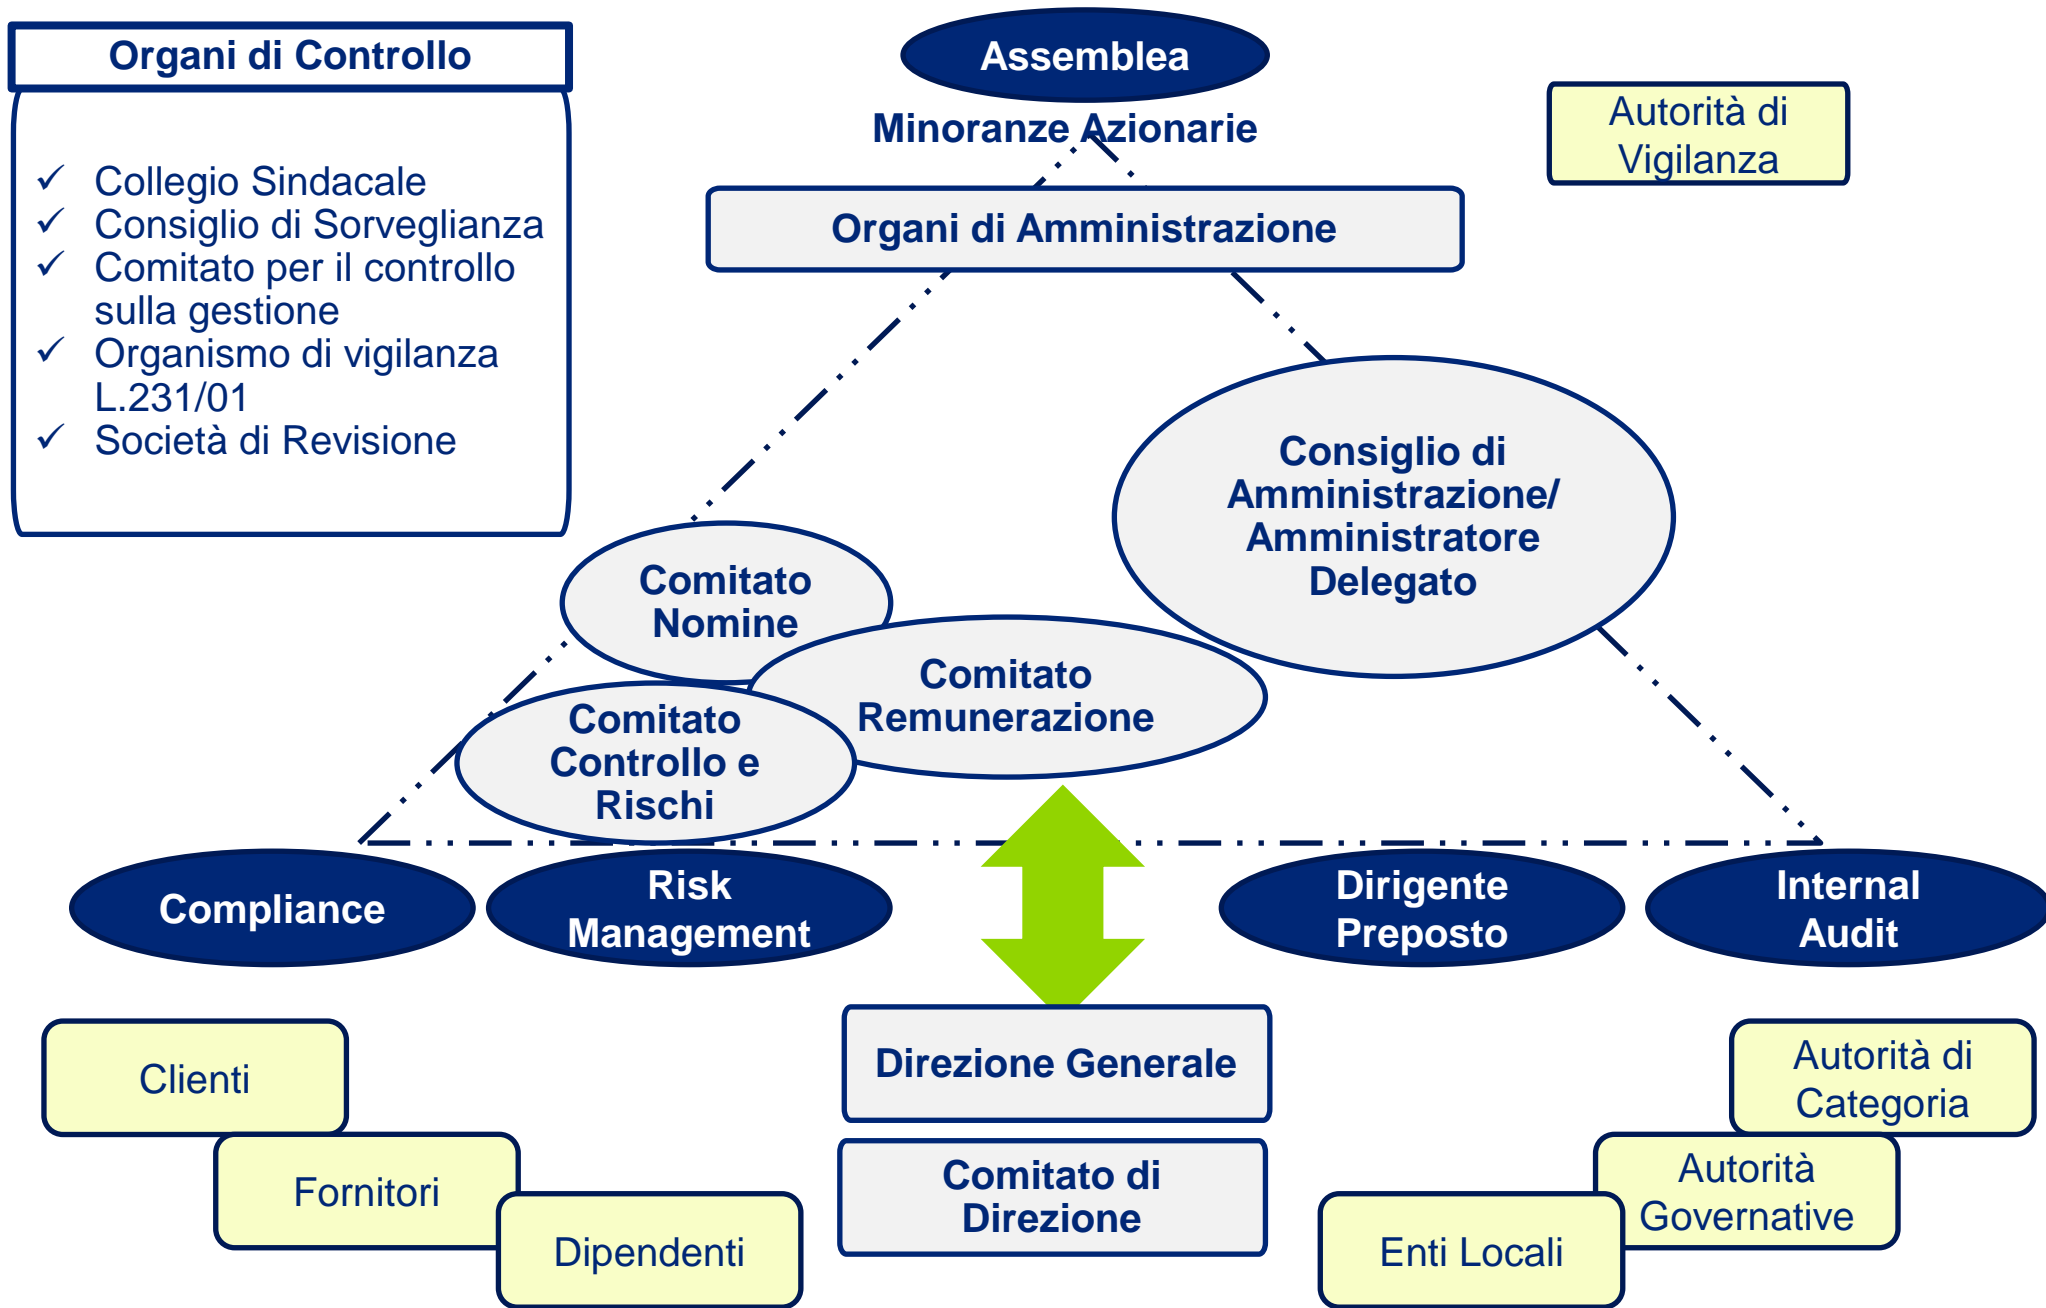 Organi di Controllo
✓ Collegio Sindacale
✓ Consiglio di Sorveglianza
✓ Comitato per il controllo
sulla gestione
✓ Organismo di vigilanza
L.231/01
✓ Società di Revisione
Assemblea
Minoranze Azionarie
Autorità di
Vigilanza
Organi di Amministrazione
Consiglio di
Amministrazione/
Amministratore
Delegato
Comitato
Nomine
Comitato
Remunerazione
Comitato
Controllo e
Rischi
Compliance
Risk
Management
Dirigente
Preposto
Internal
Audit
Clienti
Fornitori
Dipendenti
Direzione Generale
Comitato di
Direzione
Autorità di
Categoria
Autorità
Governative
Enti Locali